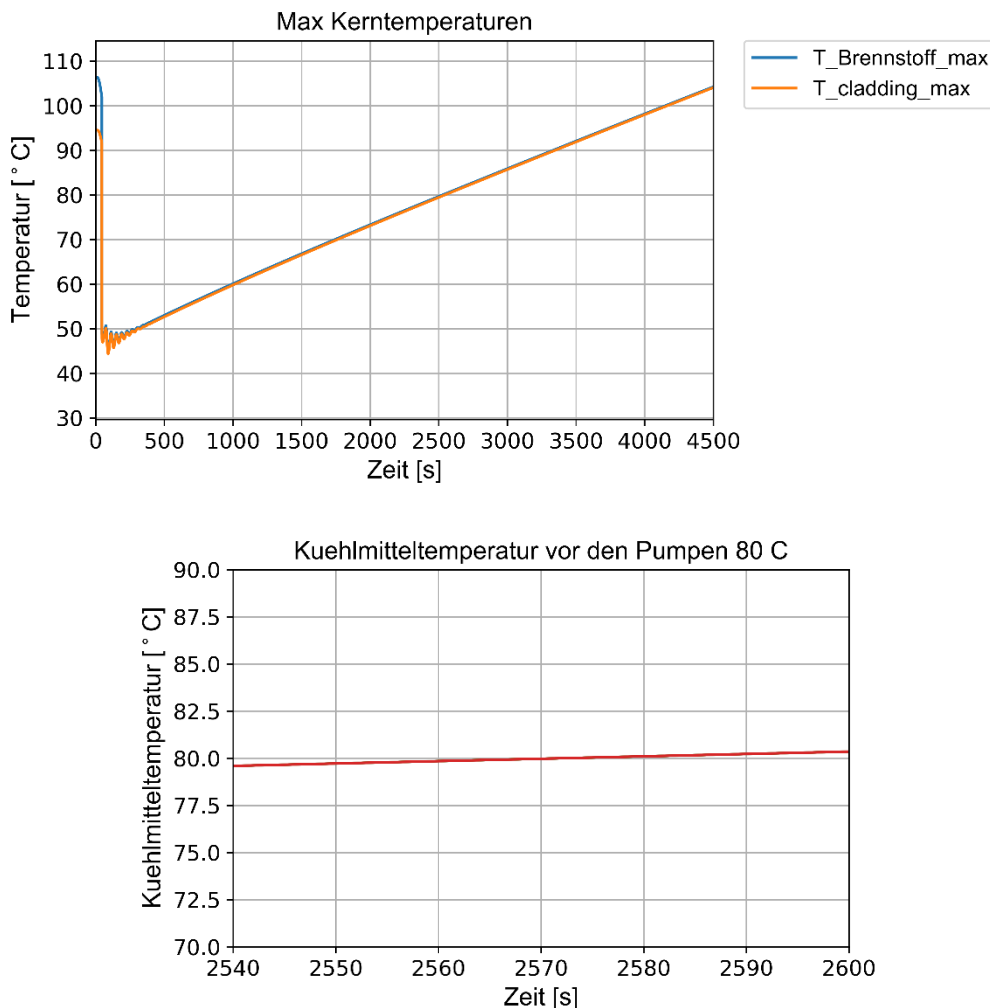 Max Kerntemperaturen
T_Brennstoff_max
T_cladding_max
Temperatur [°C]
110
100
90
80
70
60
50
40
30
0 500 1000 1500 2000 2500 3000 3500 4000 4500
Zeit [s]
Kuehlmitteltemperatur vor den Pumpen 80 C
Kuehlmitteltemperatur [°C]
90.0
87.5
85.0
82.5
80.0
77.5
75.0
72.5
70.0
2540 2550 2560 2570 2580 2590 2600
Zeit [s]